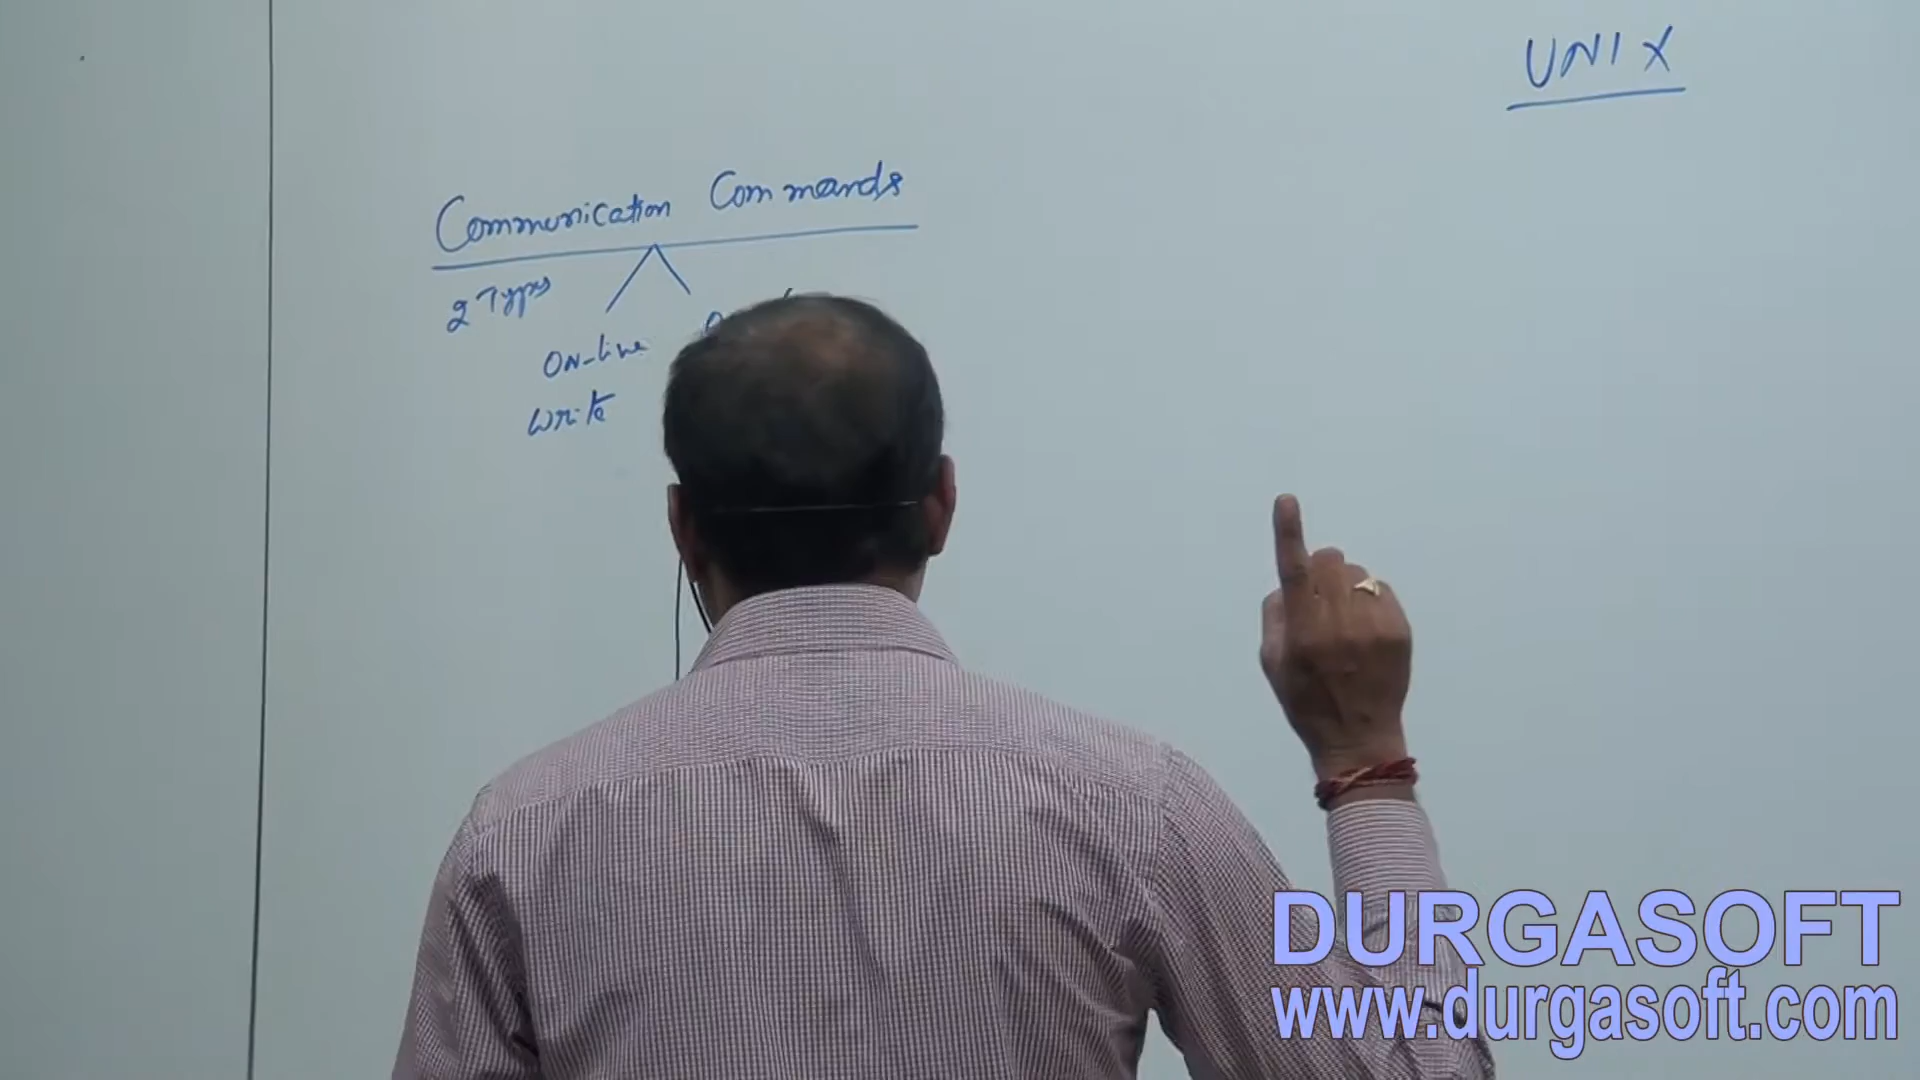 UNIX
Communication Commands
2 Types
ON-line
write
DURGASOFT
www.durgasoft.com